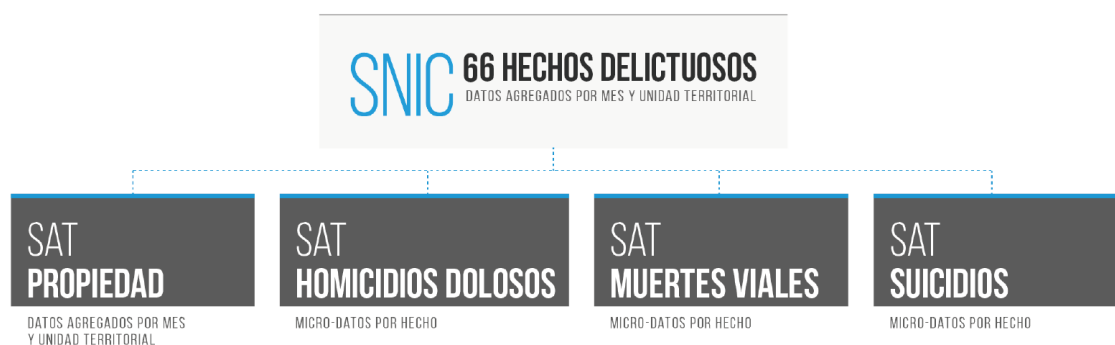 SNIC 66 HECHOS DELICTUOSOS
DATOS AGREGADOS POR MES Y UNIDAD TERRITORIAL
SAT
PROPIEDAD
DATOS AGREGADOS POR MES
Y UNIDAD TERRITORIAL
SAT
HOMICIDIOS DOLOSOS
MICRO-DATOS POR HECHO
SAT
MUERTES VIALES
MICRO-DATOS POR HECHO
SAT
SUICIDIOS
MICRO-DATOS POR HECHO